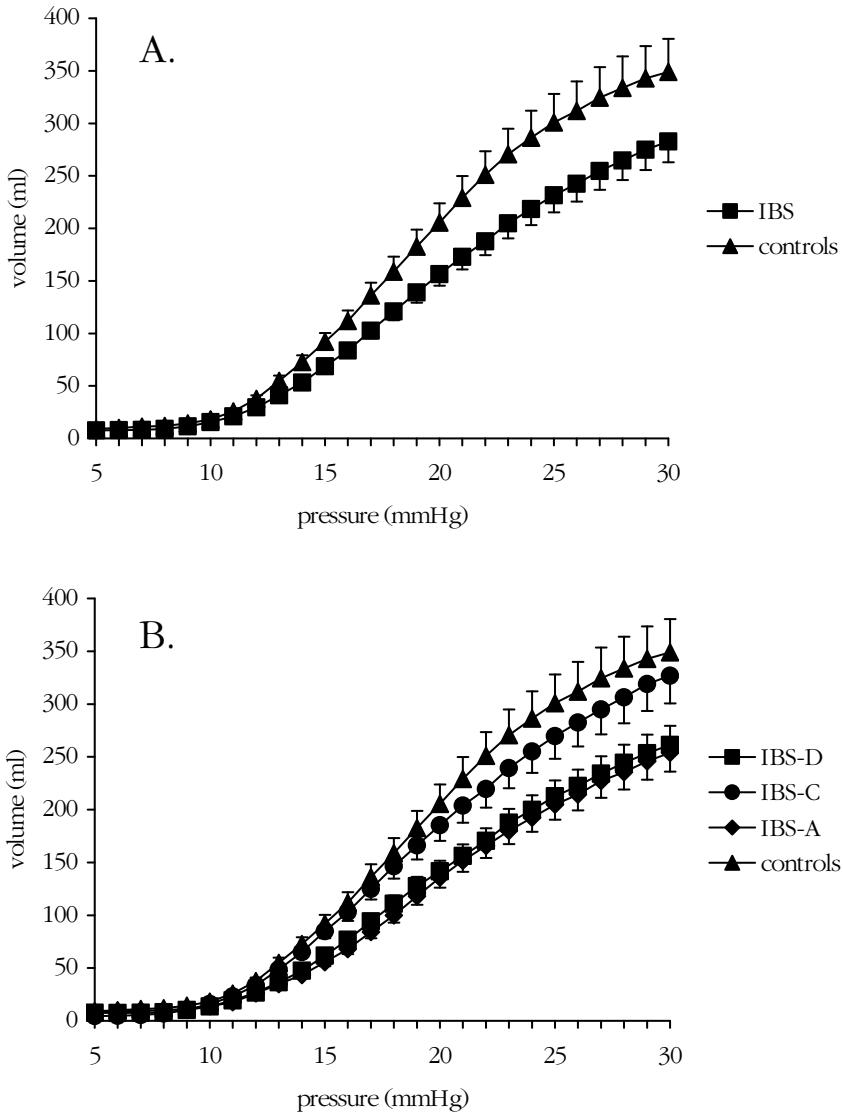 A.
400
350
300
250
200
150
100
50
0
volume (ml)
5 10 15 20 25 30
pressure (mmHg)
IBS
controls
B.
400
350
300
250
200
150
100
50
0
volume (ml)
5 10 15 20 25 30
pressure (mmHg)
IBS-D
IBS-C
IBS-A
controls